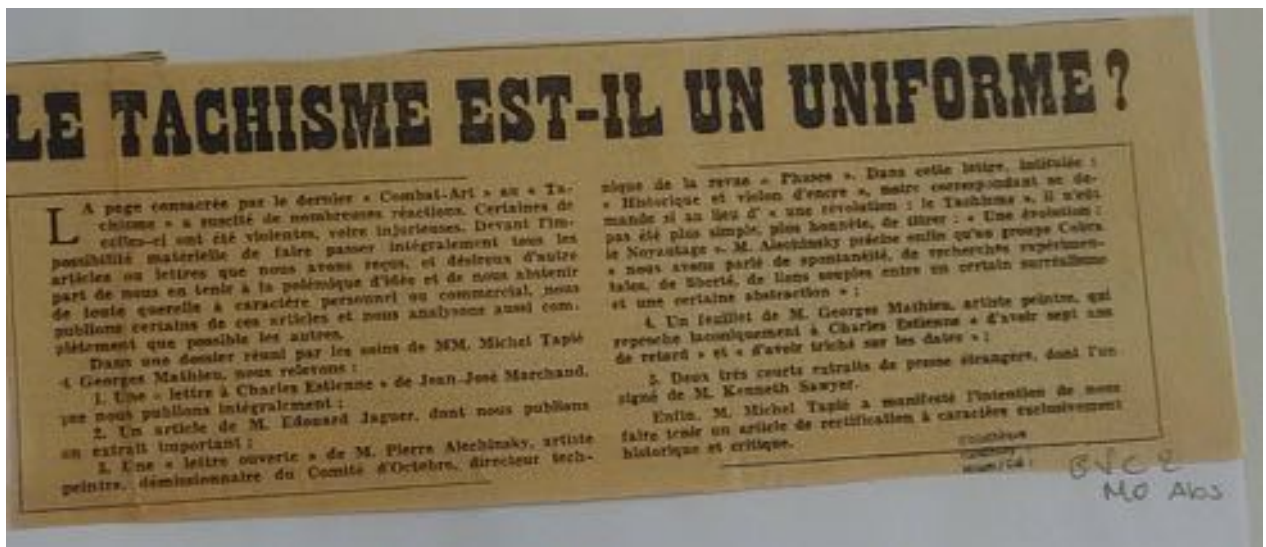 LE TACHISME EST-IL UN UNIFORME ?
LA page consacrée par le dernier « Combat-Art » au « Ta-
chisme » a suscité de nombreuses réactions. Certaines de
celles-ci ont été violentes, voire injurieuses. Devant l'im-
possibilité matérielle de faire passer intégralement tous les
articles ou lettres que nous avons reçus, et désireux d'autre
part de nous en tenir à la polémique d'idée et de nous abstenir
de toute querelle à caractère personnel ou commercial, nous
publions certains de ces articles et nous analysons aussi com-
plètement que possible les autres.
Dans une dossier réuni par les soins de MM. Michel Tapié
Georges Mathieu, nous relevons :
1. Une « lettre à Charles Estienne » de Jean-José Marchand,
que nous publions intégralement ;
2. Un article de M. Edouard Jaguer, dont nous publions
un extrait important ;
3. Une « lettre ouverte » de M. Pierre Alechinsky, artiste
peintre, démissionnaire du Comité d'Octobre, directeur tech-
nique de la revue « Phases ». Dans cette lettre, intitulée :
« Historique et violon d'encre », notre correspondant se de-
mande si au lieu d' « une révolution : le Tachisme », il n'eût
pas été plus simple, plus honnête, de titrer : « Une évolution :
le Noyautage ». M. Alechinsky précise enfin qu'au groupe Cobra
« nous avons parlé de spontanéité, de recherches expérimen-
tales, de liberté, de liens souples entre un certain surréalisme
et une certaine abstraction » ;
4. Un feuillet de M. Georges Mathieu, artiste peintre, qui
reproche laconiquement à Charles Estienne « d'avoir sept ans
de retard » et « d'avoir triché sur les dates » ;
5. Deux très courts extraits de presse étrangère, dont l'un
signé de M. Kenneth Sawyer.
Enfin, M. Michel Tapié a manifesté l'intention de nous
faire tenir un article de rectification à caractère exclusivement
historique et critique.
BVC 2
MO Abs